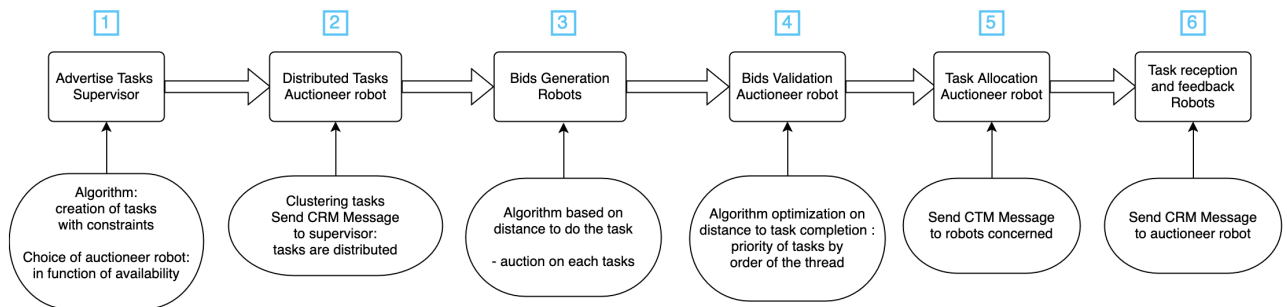 1
2
3
4
5
6
Advertise Tasks
Supervisor
Distributed Tasks
Auctioneer robot
Bids Generation
Robots
Bids Validation
Auctioneer robot
Task Allocation
Auctioneer robot
Task reception
and feedback
Robots
Algorithm:
creation of tasks
with constraints
Choice of auctioneer robot:
in function of availability
Clustering tasks
Send CRM Message
to supervisor:
tasks are distributed
Algorithm based on
distance to do the task
- auction on each tasks
Algorithm optimization on
distance to task completion :
priority of tasks by
order of the thread
Send CTM Message
to robots concerned
Send CRM Message
to auctioneer robot